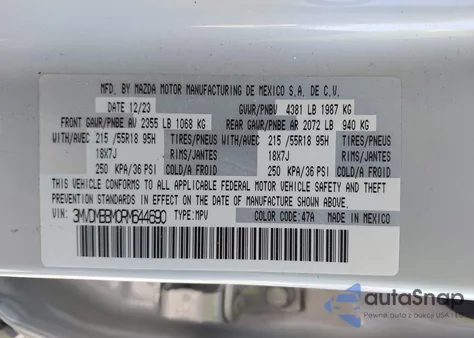 MFD. BY MAZDA MOTOR MANUFACTURING DE MEXICO S.A. DE C.V.
DATE 12/23 GVWR/PNBV 4381 LB 1987 KG
FRONT GAWR/PNBE AV 2355 LB 1068 KG REAR GAWR/PNBE AR 2072 LB 940 KG
WITH/AVEC 215 /55R18 95H TIRES/PNEUS WITH/AVEC 215 /55R18 95H TIRES/PNEUS
18X7J RIMS/JANTES 18X7J RIMS/JANTES
250 KPA/36 PSI 250 KPA/36 PSI
THIS VEHICLE CONFORMS TO ALL APPLICABLE FEDERAL MOTOR VEHICLE SAFETY AND THEFT
PREVENTION STANDARDS IN EFFECT ON THE DATE OF MANUFACTURE SHOWN ABOVE.
VIN: 3MVDMBBM0RM644690 TYPE:MPV COLOR CODE:47A MADE IN MEXICO
autoSnap
Pewne auto z aukcji USA i